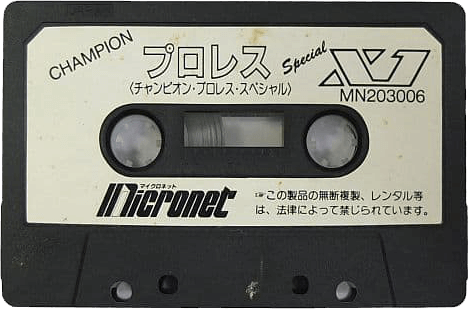 CHAMPION プロレス Special X1
〈チャンピオン・プロレス・スペシャル〉
MN203006
マイクロネット
Micronet
☞この製品の無断複製、レンタル等
は、法律によって禁じられています。